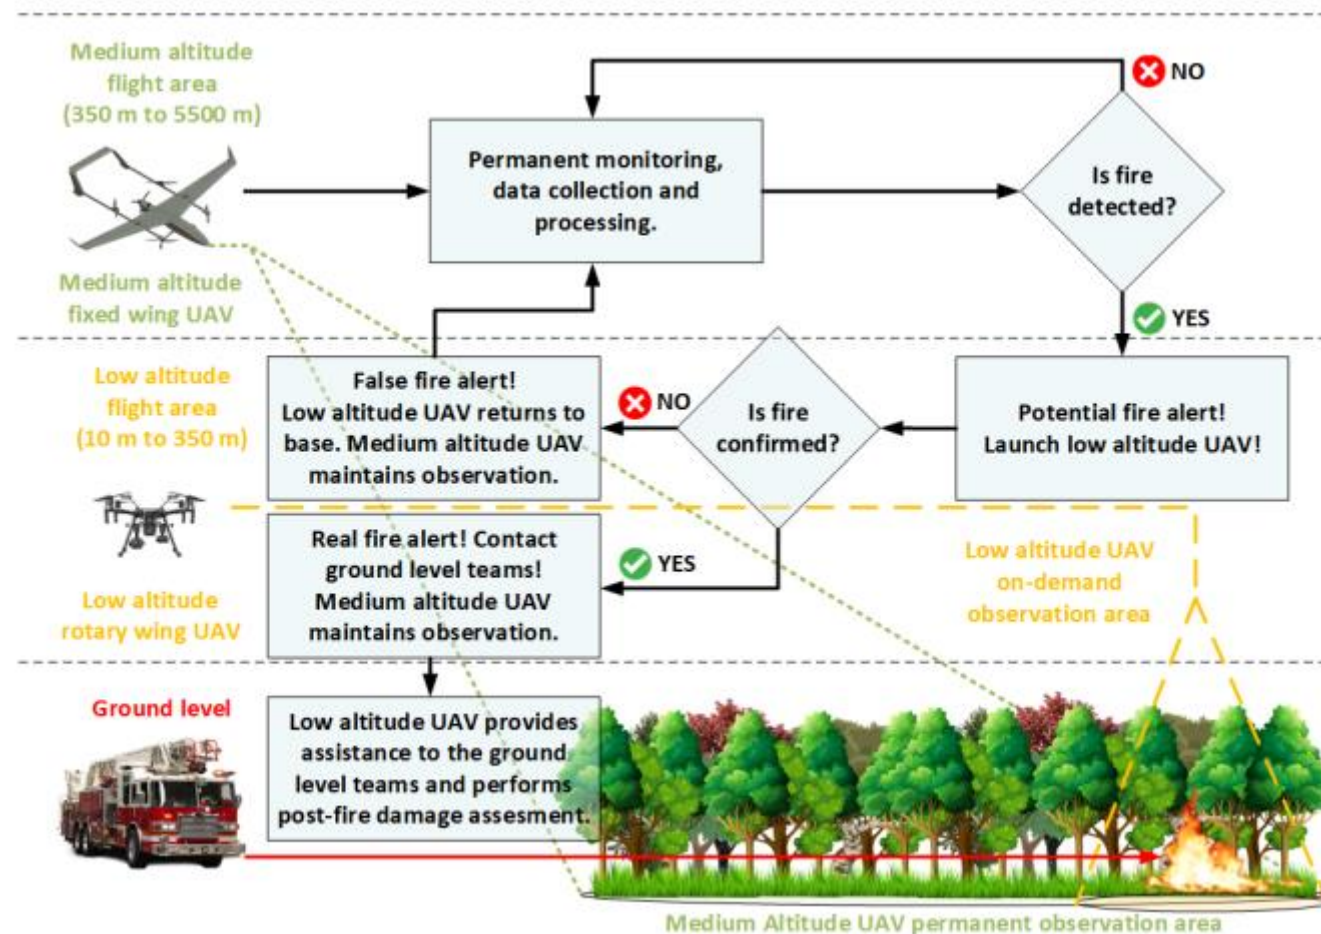 Medium altitude
flight area
(350 m to 5500 m)
Medium altitude
fixed wing UAV
Permanent monitoring,
data collection and
processing.
Is fire
detected?
NO
YES
Low altitude
flight area
(10 m to 350 m)
Low altitude
rotary wing UAV
False fire alert!
Low altitude UAV returns to
base. Medium altitude UAV
maintains observation.
NO
Is fire
confirmed?
Potential fire alert!
Launch low altitude UAV!
Real fire alert! Contact
ground level teams!
Medium altitude UAV
maintains observation.
YES
Low altitude UAV
on-demand
observation area
Ground level
Low altitude UAV provides
assistance to the ground
level teams and performs
post-fire damage assesment.
Medium Altitude UAV permanent observation area